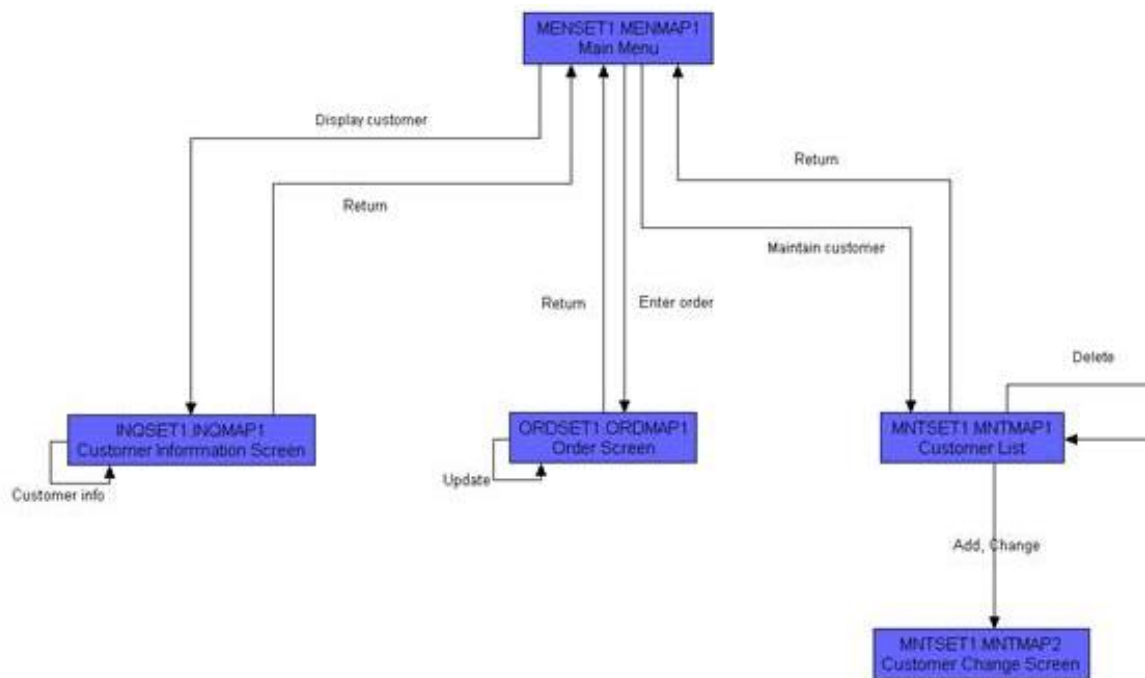 MENSET1.MENMAP1
Main Menu
Display customer
Return
Return
Maintain customer
Return
Enter order
Delete
INQSET1.INQMAP1
Customer Information Screen
ORDSET1.ORDMAP1
Order Screen
MNTSET1.MNTMAP1
Customer List
Customer info
Update
Add, Change
MNTSET1.MNTMAP2
Customer Change Screen